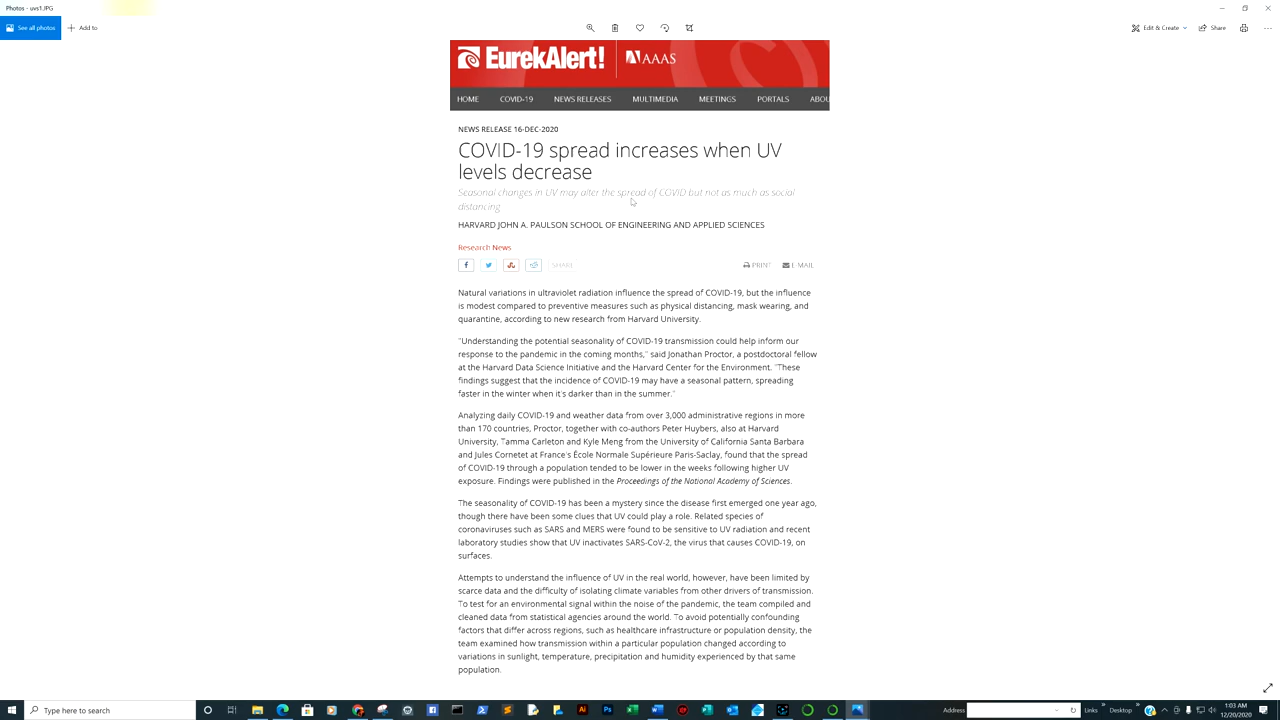 Photos - uvs1.JPG
See all photos
Add to
Edit & Create
Share
EurekAlert!
AAAS
HOME COVID-19 NEWS RELEASES MULTIMEDIA MEETINGS PORTALS ABOU
NEWS RELEASE 16-DEC-2020
COVID-19 spread increases when UV
levels decrease
Seasonal changes in UV may alter the spread of COVID but not as much as social
distancing
HARVARD JOHN A. PAULSON SCHOOL OF ENGINEERING AND APPLIED SCIENCES
Research News
SHARE
PRINT E-MAIL
Natural variations in ultraviolet radiation influence the spread of COVID-19, but the influence
is modest compared to preventive measures such as physical distancing, mask wearing, and
quarantine, according to new research from Harvard University.
"Understanding the potential seasonality of COVID-19 transmission could help inform our
response to the pandemic in the coming months," said Jonathan Proctor, a postdoctoral fellow
at the Harvard Data Science Initiative and the Harvard Center for the Environment. "These
findings suggest that the incidence of COVID-19 may have a seasonal pattern, spreading
faster in the winter when it's darker than in the summer."
Analyzing daily COVID-19 and weather data from over 3,000 administrative regions in more
than 170 countries, Proctor, together with co-authors Peter Huybers, also at Harvard
University, Tamma Carleton and Kyle Meng from the University of California Santa Barbara
and Jules Cornetet at France's École Normale Supérieure Paris-Saclay, found that the spread
of COVID-19 through a population tended to be lower in the weeks following higher UV
exposure. Findings were published in the Proceedings of the National Academy of Sciences.
The seasonality of COVID-19 has been a mystery since the disease first emerged one year ago,
though there have been some clues that UV could play a role. Related species of
coronaviruses such as SARS and MERS were found to be sensitive to UV radiation and recent
laboratory studies show that UV inactivates SARS-CoV-2, the virus that causes COVID-19, on
surfaces.
Attempts to understand the influence of UV in the real world, however, have been limited by
scarce data and the difficulty of isolating climate variables from other drivers of transmission.
To test for an environmental signal within the noise of the pandemic, the team compiled and
cleaned data from statistical agencies around the world. To avoid potentially confounding
factors that differ across regions, such as healthcare infrastructure or population density, the
team examined how transmission within a particular population changed according to
variations in sunlight, temperature, precipitation and humidity experienced by that same
population.
Type here to search
Address
Links
Desktop
1:03 AM
12/20/2020